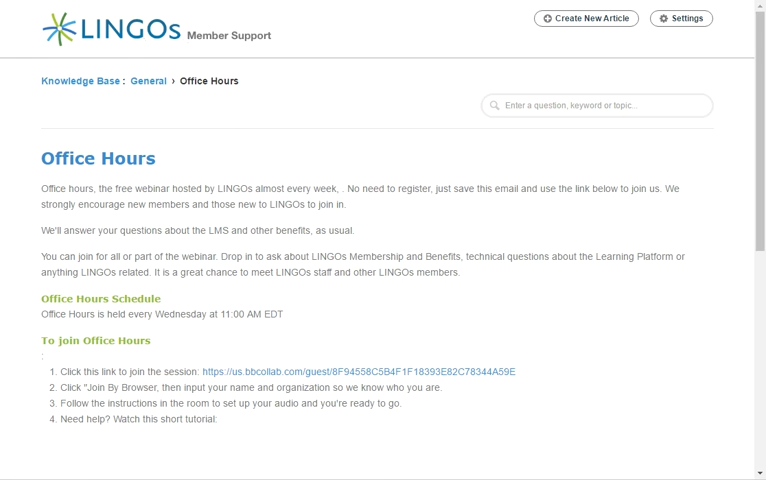 LINGOs Member Support
Create New Article
Settings
Knowledge Base : General › Office Hours
Enter a question, keyword or topic...
Office Hours
Office hours, the free webinar hosted by LINGOs almost every week, . No need to register, just save this email and use the link below to join us. We
strongly encourage new members and those new to LINGOs to join in.
We'll answer your questions about the LMS and other benefits, as usual.
You can join for all or part of the webinar. Drop in to ask about LINGOs Membership and Benefits, technical questions about the Learning Platform or
anything LINGOs related. It is a great chance to meet LINGOs staff and other LINGOs members.
Office Hours Schedule
Office Hours is held every Wednesday at 11:00 AM EDT
To join Office Hours
:
1. Click this link to join the session: https://us.bbcollab.com/guest/8F94558C5B4F1F18393E82C78344A59E
2. Click "Join By Browser, then input your name and organization so we know who you are.
3. Follow the instructions in the room to set up your audio and you're ready to go.
4. Need help? Watch this short tutorial: